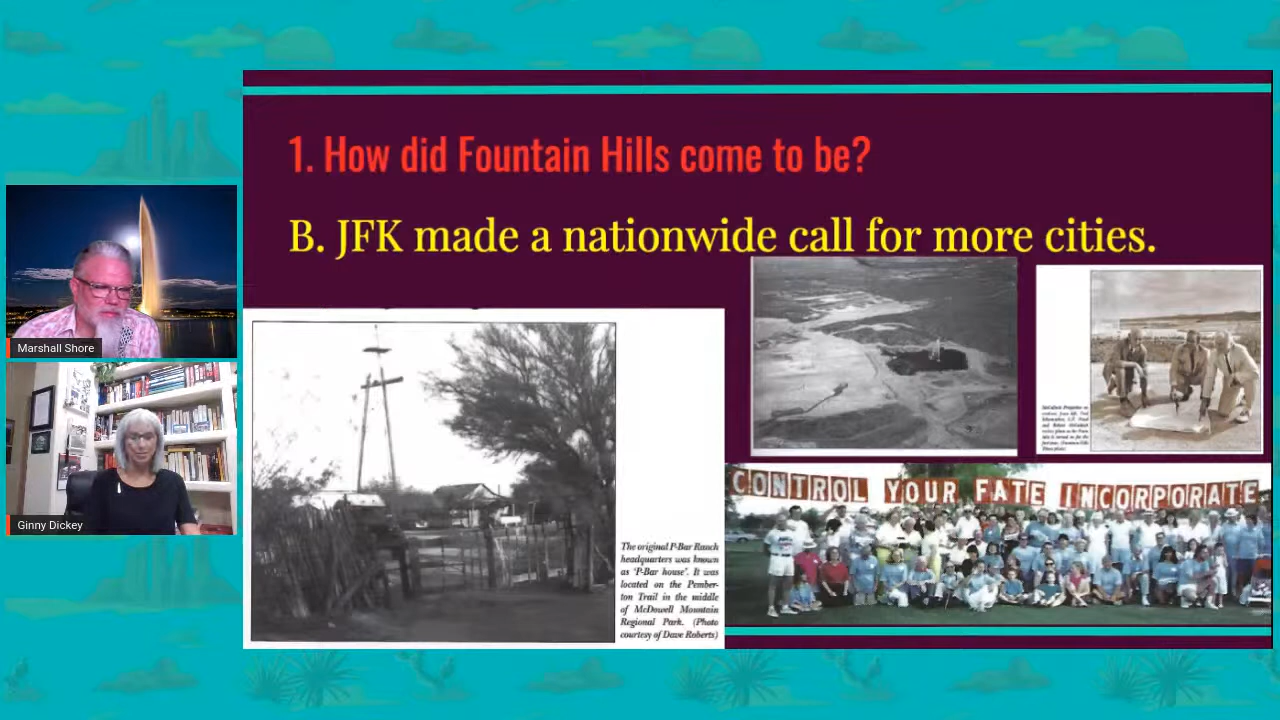 1. How did Fountain Hills come to be?
B. JFK made a nationwide call for more cities.
Marshall Shore
Ginny Dickey
The original P-Bar Ranch
headquarters was known
as 'P-Bar house'. It was
located on the Pember-
ton Trail in the middle
of McDowell Mountain
Regional Park. (Photo
courtesy of Dave Roberts)
CONTROL YOUR FATE INCORPORATE